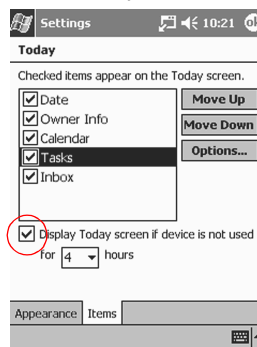 Settings 10:21 ok
Today
Checked items appear on the Today screen.
Date
Owner Info
Calendar
Tasks
Inbox
Move Up
Move Down
Options...
Display Today screen if device is not used
for 4 hours
Appearance Items